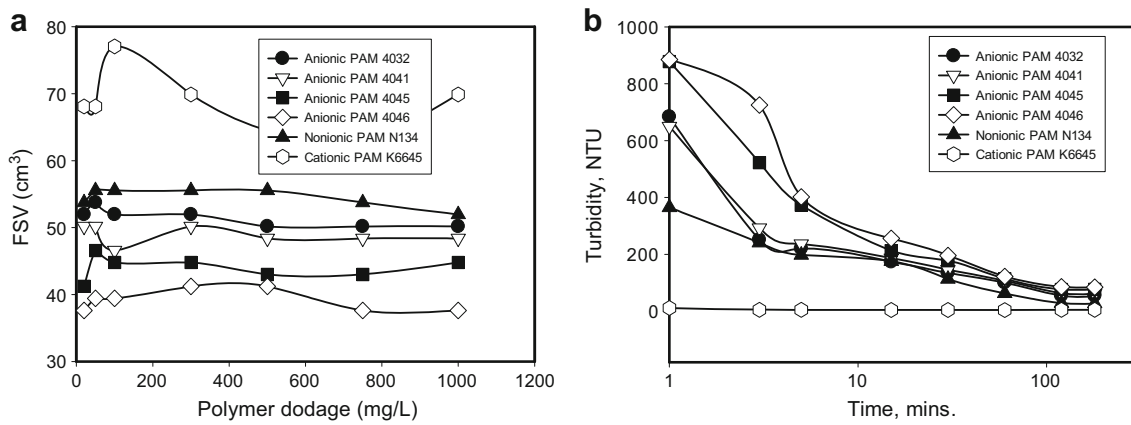 a
80
70
60
50
40
30
FSV (cm³)
0 200 400 600 800 1000 1200
Polymer dodage (mg/L)
Anionic PAM 4032
Anionic PAM 4041
Anionic PAM 4045
Anionic PAM 4046
Nonionic PAM N134
Cationic PAM K6645
b
1000
800
600
400
200
0
Turbidity, NTU
1 10 100
Time, mins.
Anionic PAM 4032
Anionic PAM 4041
Anionic PAM 4045
Anionic PAM 4046
Nonionic PAM N134
Cationic PAM K6645